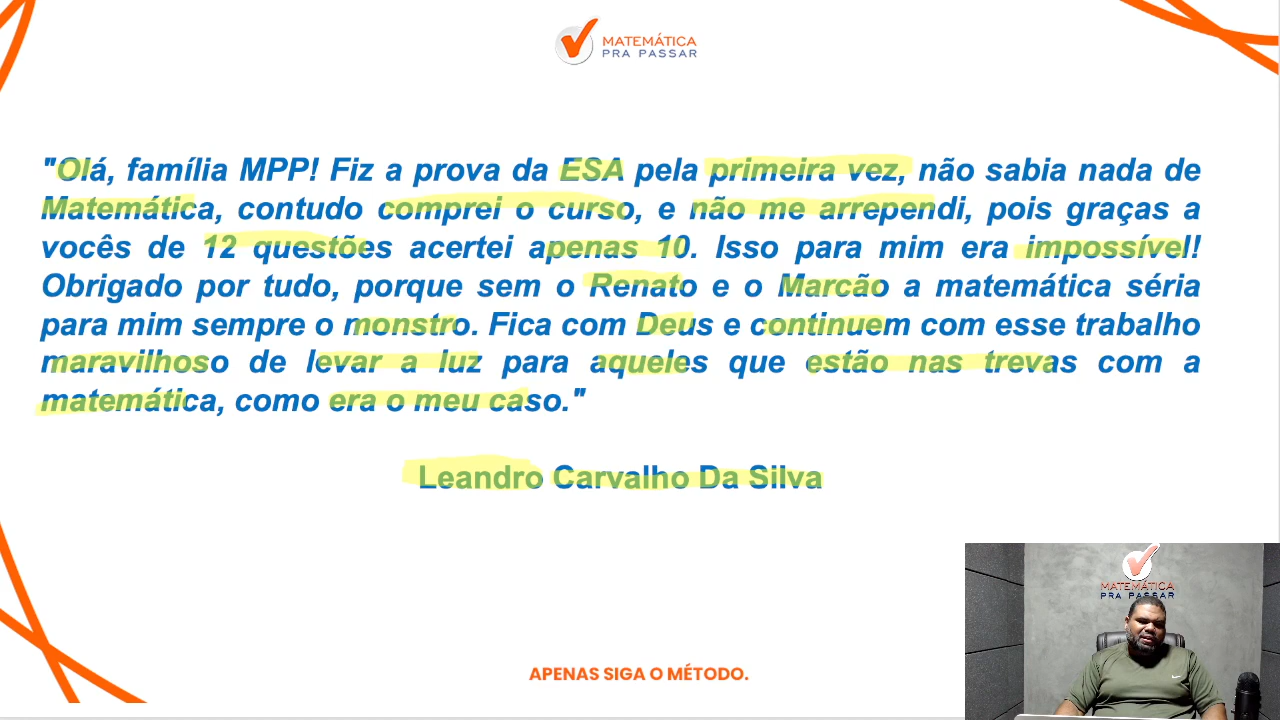 MATEMÁTICA
PRA PASSAR
"Olá, família MPP! Fiz a prova da ESA pela primeira vez, não sabia nada de
Matemática, contudo comprei o curso, e não me arrependi, pois graças a
vocês de 12 questões acertei apenas 10. Isso para mim era impossível!
Obrigado por tudo, porque sem o Renato e o Marcão a matemática séria
para mim sempre o monstro. Fica com Deus e continuem com esse trabalho
maravilhoso de levar a luz para aqueles que estão nas trevas com a
matemática, como era o meu caso."
Leandro Carvalho Da Silva
MATEMÁTICA
PRA PASSAR
APENAS SIGA O MÉTODO.